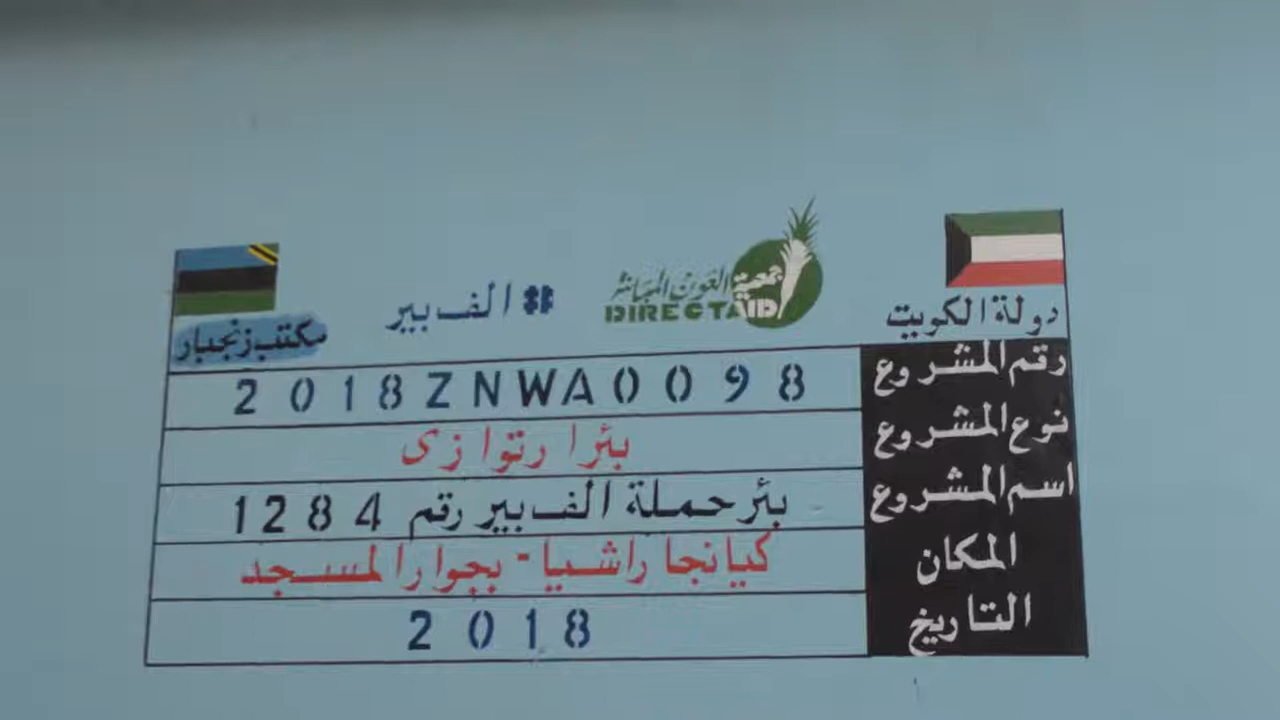 دولة الكويت
جمعية العون المباشر
DIRECT AID
# الف بير
مكتب زنجبار
رقم المشروع 2018ZNWA0098
نوع المشروع بئرا رتوازى
اسم المشروع بئر حملة الف بير رقم 1284
المكان كيانجا راشيا - بجوار المسجد
التاريخ 2018